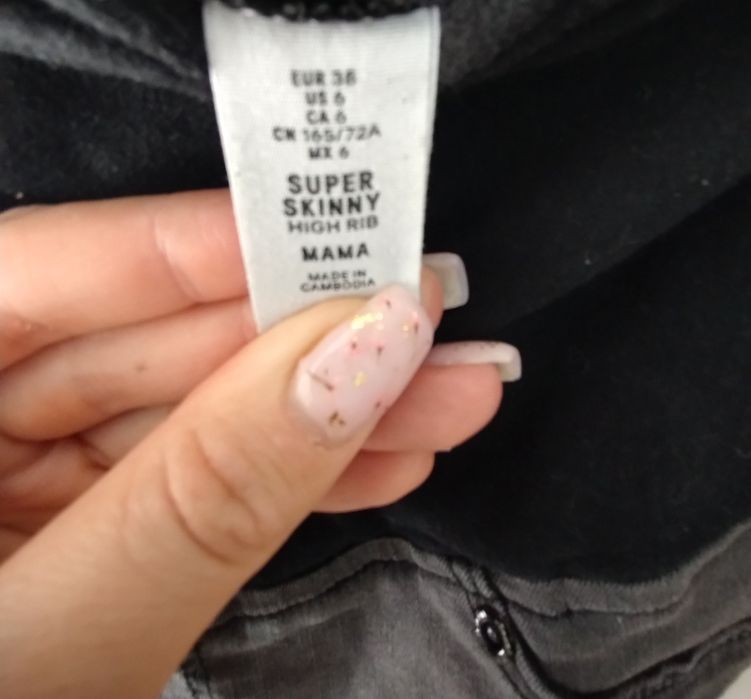 EUR 38
US 6
CA 6
CN 165/72A
MX 6
SUPER
SKINNY
HIGH RIB
MAMA
MADE IN
CAMBODIA